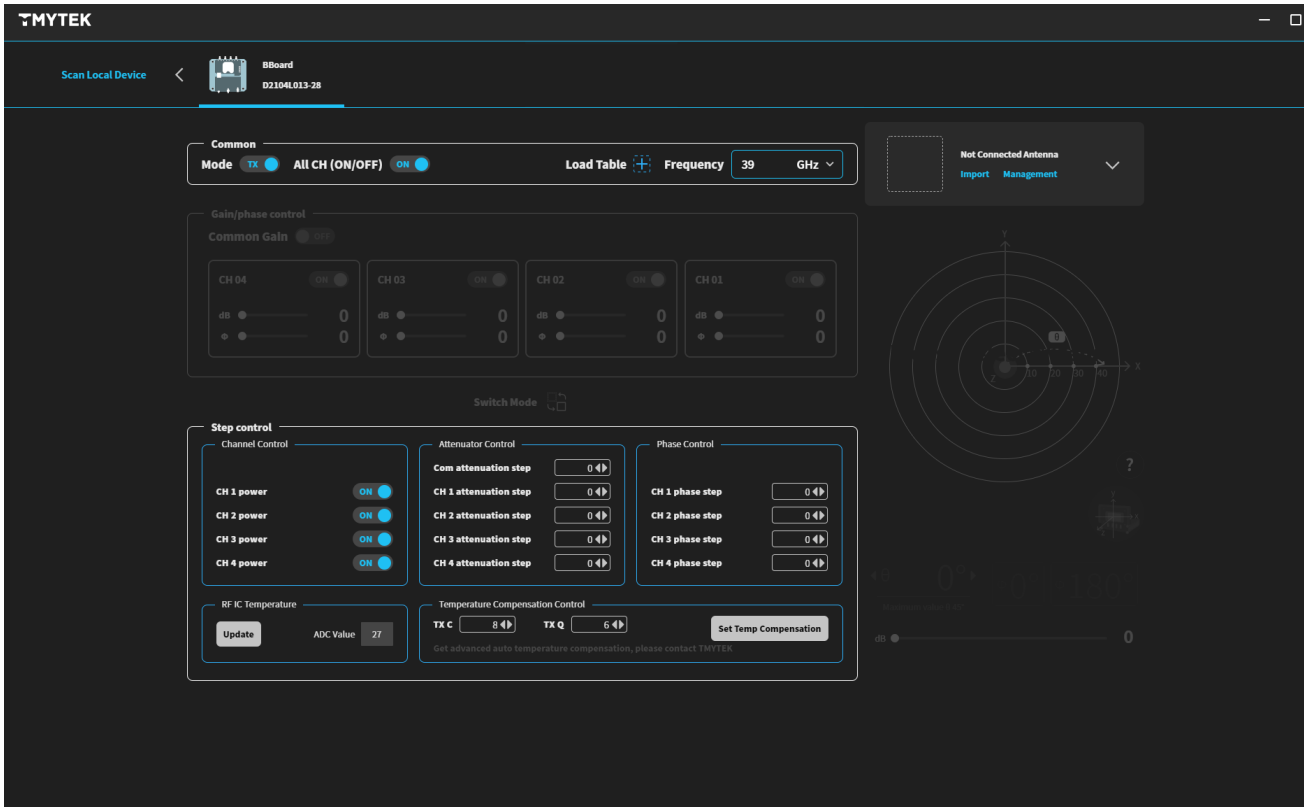 TMYTEK
Scan Local Device
BBoard
D2104L013-28
Common
Mode TX All CH (ON/OFF) ON Load Table Frequency 39 GHz
Not Connected Antenna
Import Management
Gain/phase control
Common Gain OFF
CH 04 ON CH 03 ON CH 02 ON CH 01 ON
dB 0 dB 0 dB 0 dB 0
Φ 0 Φ 0 Φ 0 Φ 0
Y
0
X
Z 10 20 30 40
Switch Mode
Step control
Channel Control Attenuator Control Phase Control
Com attenuation step 0
?
CH 1 power ON CH 1 attenuation step 0 CH 1 phase step 0
CH 2 power ON CH 2 attenuation step 0 CH 2 phase step 0
CH 3 power ON CH 3 attenuation step 0 CH 3 phase step 0
CH 4 power ON CH 4 attenuation step 0 CH 4 phase step 0
RF IC Temperature Temperature Compensation Control
Update ADC Value 27 TX C 8 TX Q 6 Set Temp Compensation
Get advanced auto temperature compensation, please contact TMYTEK
dB 0